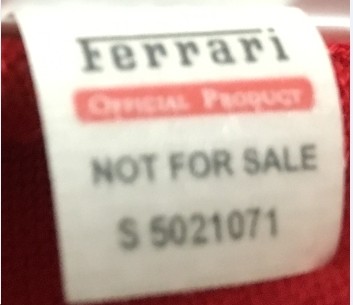 Ferrari
OFFICIAL PRODUCT
NOT FOR SALE
S 5021071